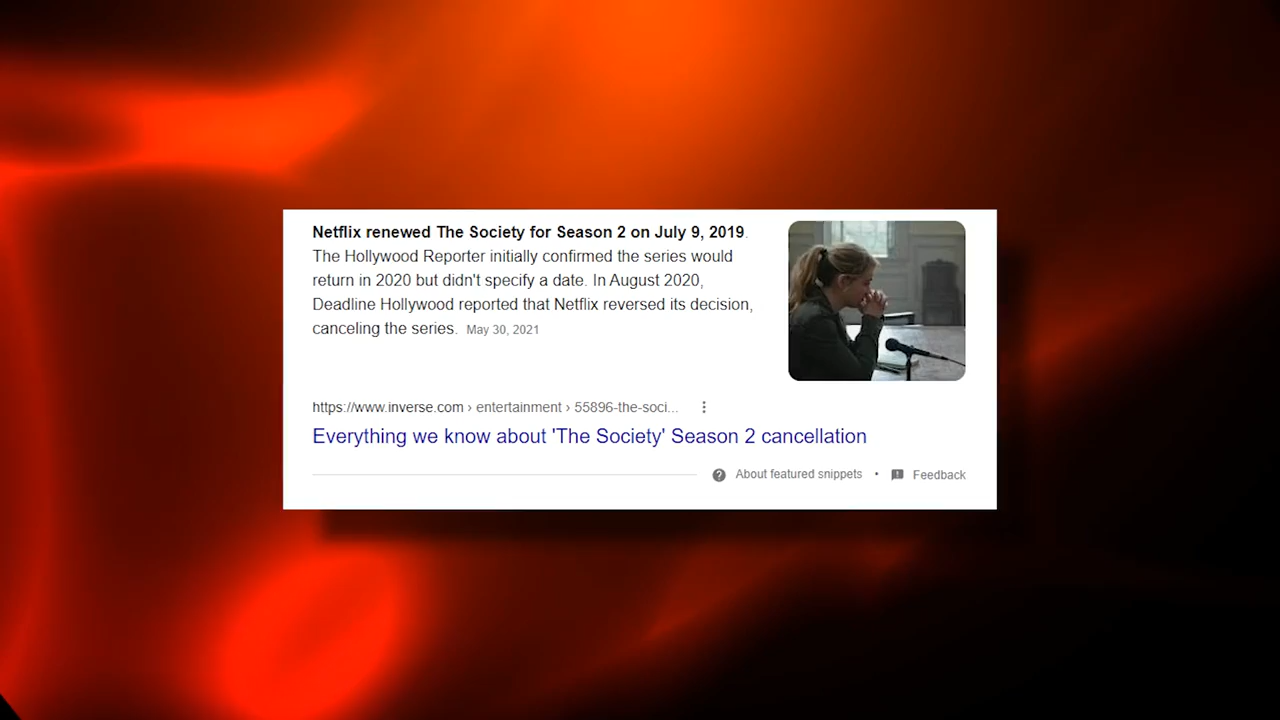 Netflix renewed The Society for Season 2 on July 9, 2019.
The Hollywood Reporter initially confirmed the series would
return in 2020 but didn't specify a date. In August 2020,
Deadline Hollywood reported that Netflix reversed its decision,
canceling the series. May 30, 2021
https://www.inverse.com › entertainment › 55896-the-soci...
Everything we know about 'The Society' Season 2 cancellation
About featured snippets • Feedback